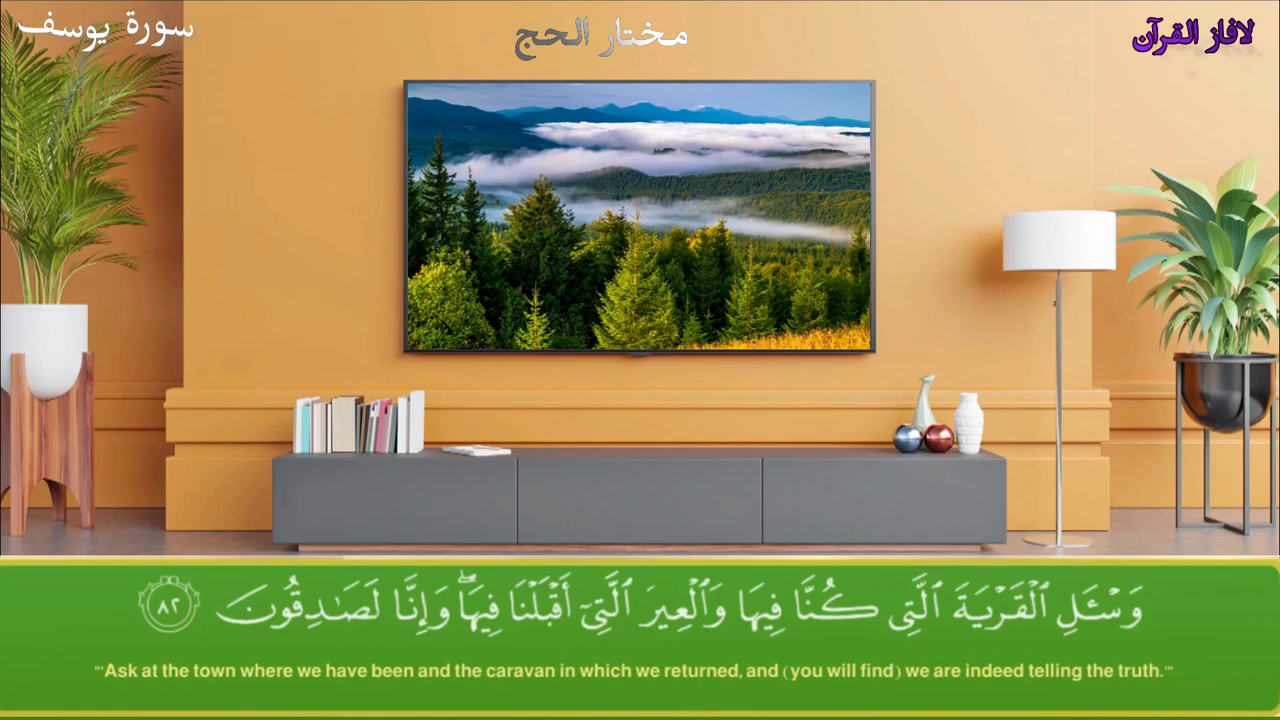 لافاز القرآن
مختار الحج
سورة يوسف
وَسْـَٔلِ ٱلْقَرْيَةَ ٱلَّتِى كُنَّا فِيهَا وَٱلْعِيرَ ٱلَّتِىٓ أَقْبَلْنَا فِيهَا ۖ وَإِنَّا لَصَـٰدِقُونَ ٨٢
"'Ask at the town where we have been and the caravan in which we returned, and (you will find) we are indeed telling the truth.'"